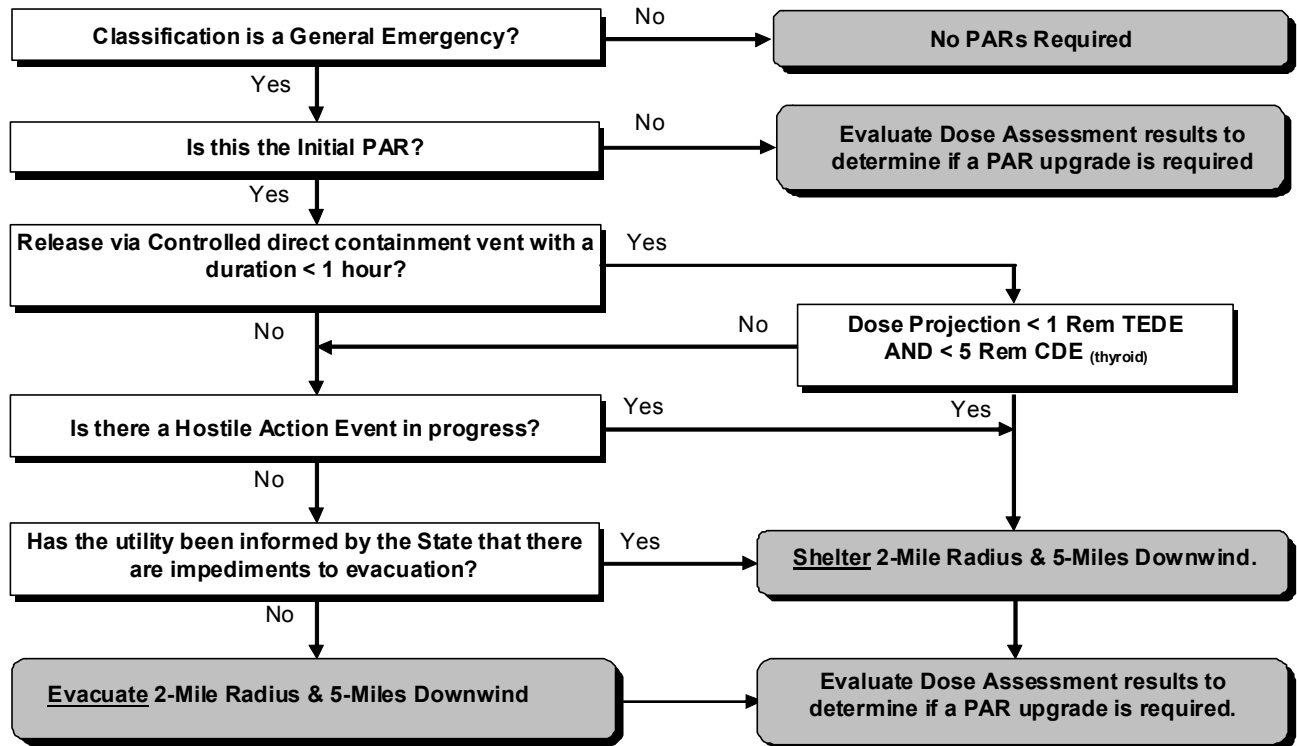 Classification is a General Emergency?
No
No PARs Required
Yes
Is this the Initial PAR?
No
Evaluate Dose Assessment results to
determine if a PAR upgrade is required
Yes
Release via Controlled direct containment vent with a
duration < 1 hour?
Yes
No
Dose Projection < 1 Rem TEDE
AND < 5 Rem CDE (thyroid)
No
Yes
Is there a Hostile Action Event in progress?
Yes
No
Has the utility been informed by the State that there
are impediments to evacuation?
Yes
Shelter 2-Mile Radius & 5-Miles Downwind.
No
Evacuate 2-Mile Radius & 5-Miles Downwind
Evaluate Dose Assessment results to
determine if a PAR upgrade is required.